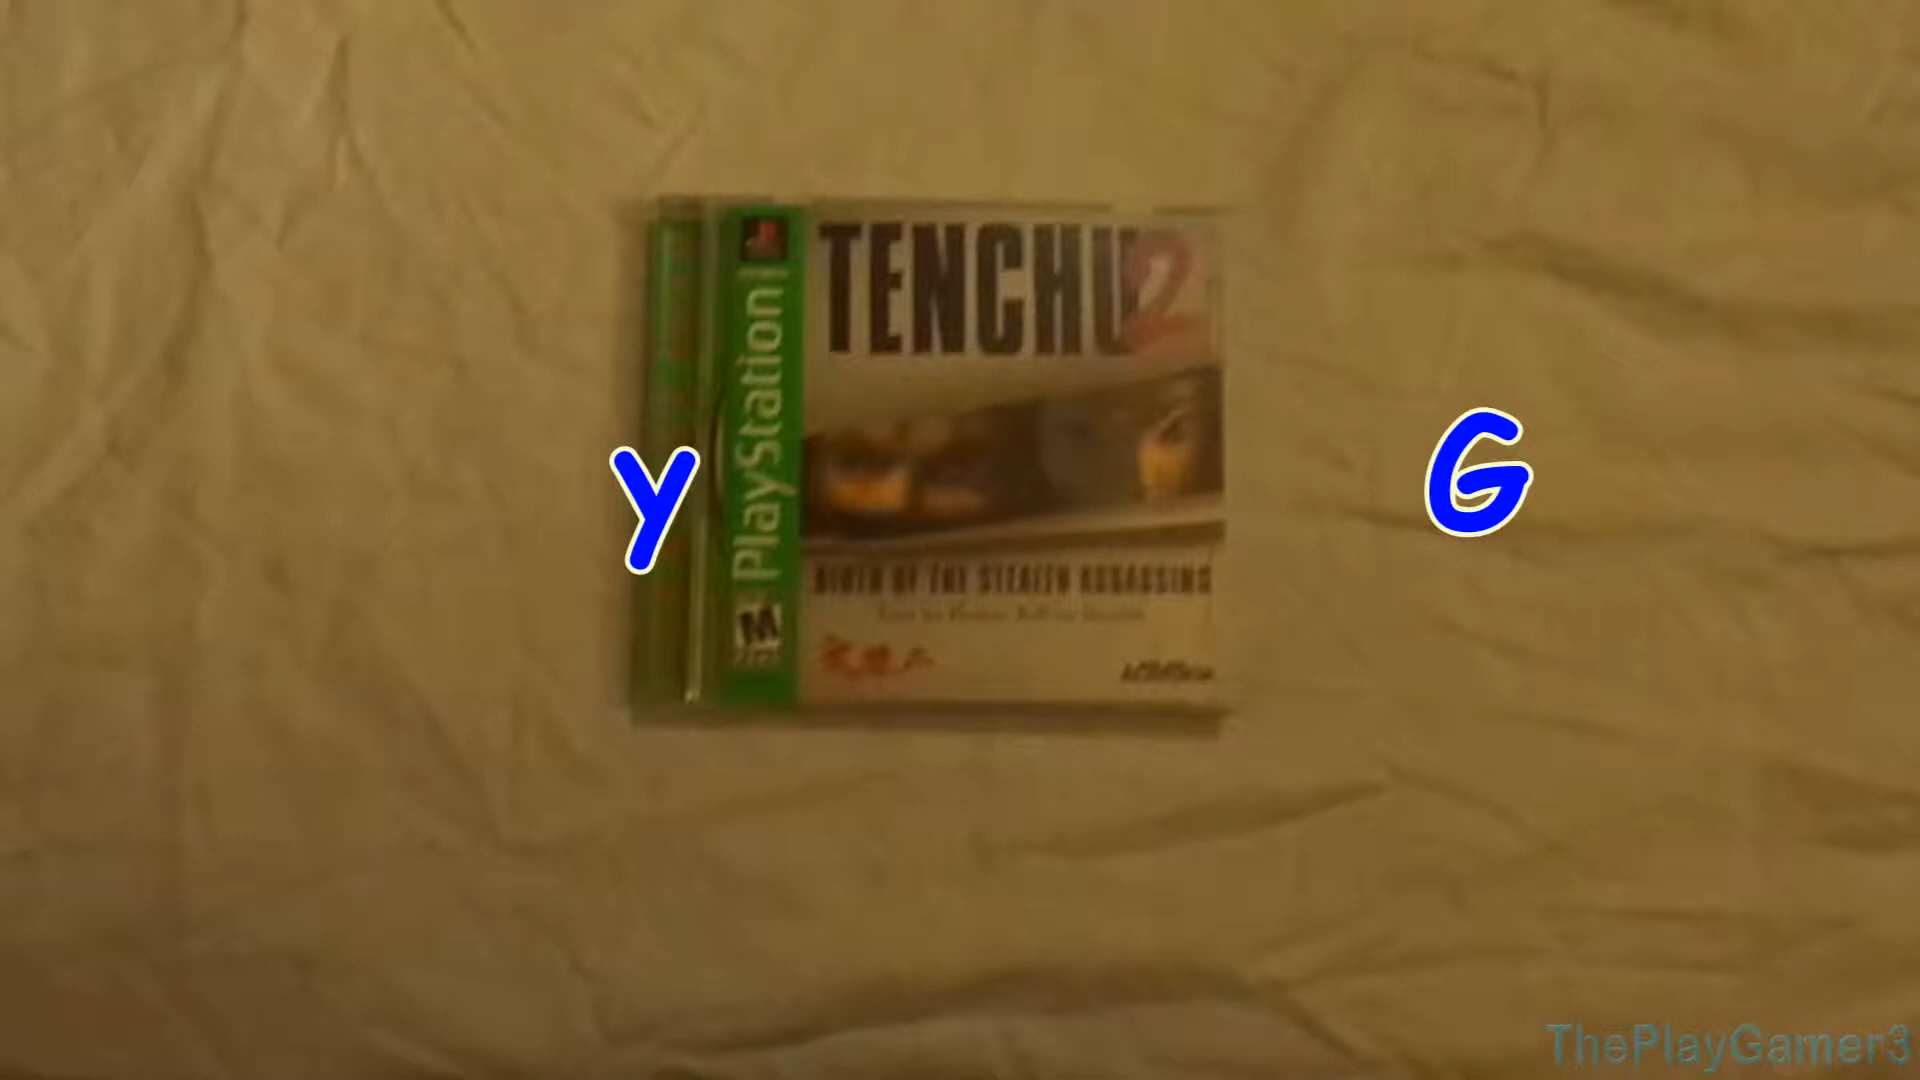 TENCHU 2
PlayStation
Y
G
BIRTH OF THE STEALTH ASSASSINS
M
ACTIVISION
ThePlayGamer3